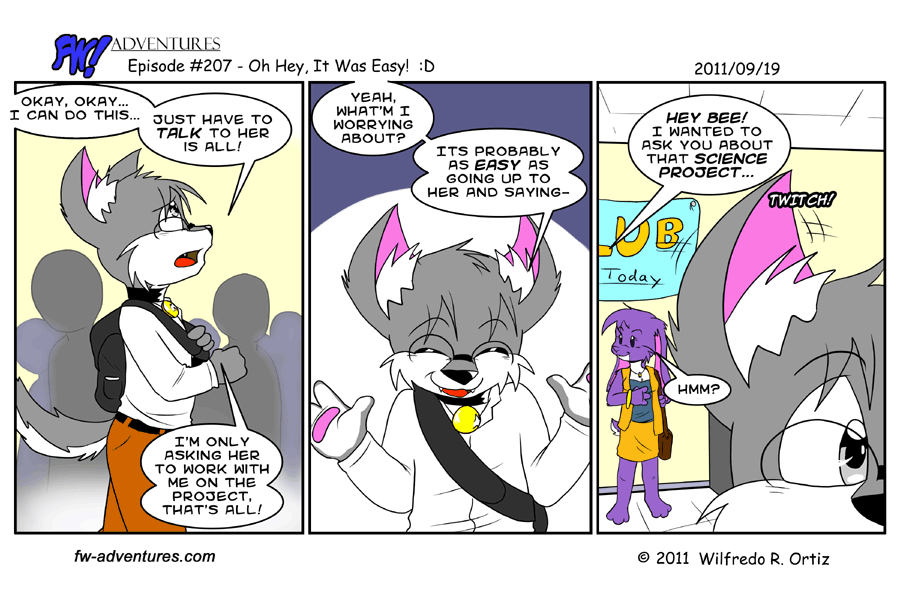 FW! ADVENTURES
Episode #207 - Oh Hey, It Was Easy! :D
2011/09/19
OKAY, OKAY...
I CAN DO THIS...
JUST HAVE TO
TALK TO HER
IS ALL!
I'M ONLY
ASKING HER
TO WORK WITH
ME ON THE
PROJECT,
THAT'S ALL!
YEAH,
WHAT'M I
WORRYING
ABOUT?
ITS PROBABLY
AS EASY AS
GOING UP TO
HER AND SAYING-
HEY BEE!
I WANTED TO
ASK YOU ABOUT
THAT SCIENCE
PROJECT...
TWITCH!
LUB
Today
HMM?
fw-adventures.com
© 2011 Wilfredo R. Ortiz